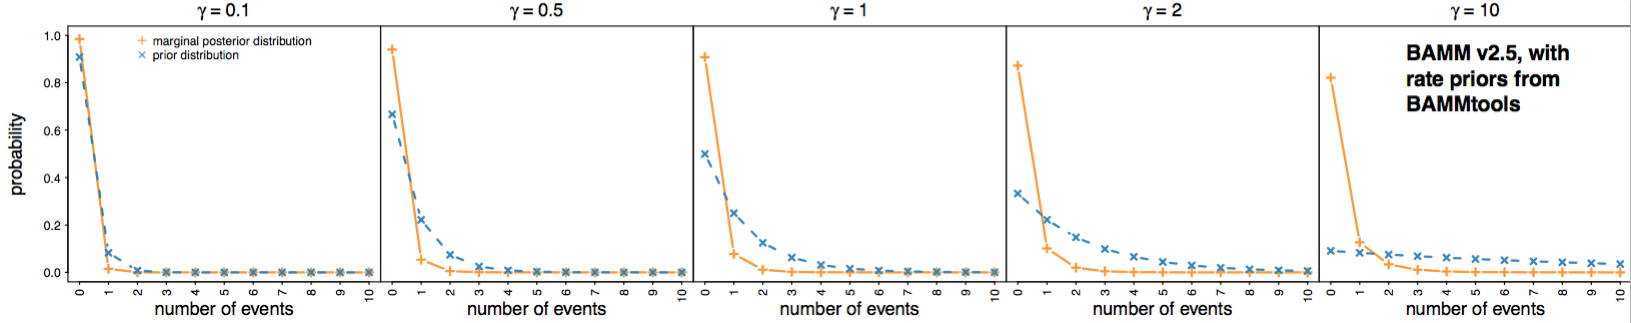 γ = 0.1
γ = 0.5
γ = 1
γ = 2
γ = 10
probability
1.0
0.8
0.6
0.4
0.2
0.0
marginal posterior distribution
prior distribution
BAMM v2.5, with
rate priors from
BAMMtools
0 1 2 3 4 5 6 7 8 9 10
0 1 2 3 4 5 6 7 8 9 10
0 1 2 3 4 5 6 7 8 9 10
0 1 2 3 4 5 6 7 8 9 10
0 1 2 3 4 5 6 7 8 9 10
number of events
number of events
number of events
number of events
number of events